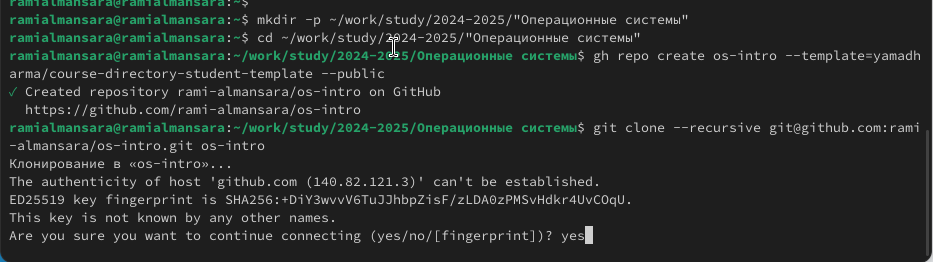 ramialmansara@ramialmansara:~$
ramialmansara@ramialmansara:~$ mkdir -p ~/work/study/2024-2025/"Операционные системы"
ramialmansara@ramialmansara:~$ cd ~/work/study/2024-2025/"Операционные системы"
ramialmansara@ramialmansara:~/work/study/2024-2025/Операционные системы$ gh repo create os-intro --template=yamadh
arma/course-directory-student-template --public
✓ Created repository rami-almansara/os-intro on GitHub
https://github.com/rami-almansara/os-intro
ramialmansara@ramialmansara:~/work/study/2024-2025/Операционные системы$ git clone --recursive git@github.com:rami
-almansara/os-intro.git os-intro
Клонирование в «os-intro»...
The authenticity of host 'github.com (140.82.121.3)' can't be established.
ED25519 key fingerprint is SHA256:+DiY3wvvV6TuJJhbpZisF/zLDA0zPMSvHdkr4UvCOqU.
This key is not known by any other names.
Are you sure you want to continue connecting (yes/no/[fingerprint])? yes